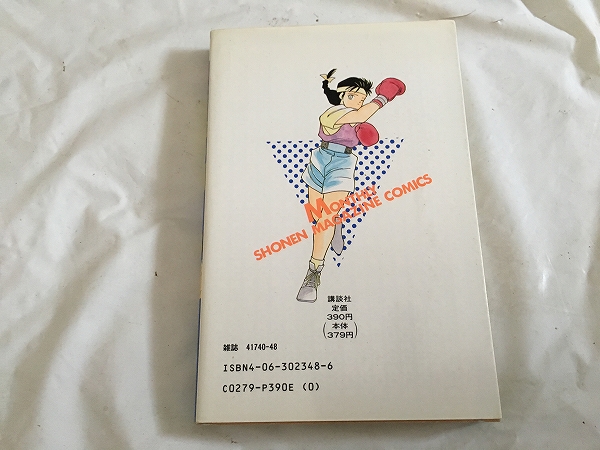 MONTHLY
SHONEN MAGAZINE COMICS
講談社
定価
390円
(本体
379円)
雑誌 41740-48
ISBN4-06-302348-6
C0279-P390E (0)